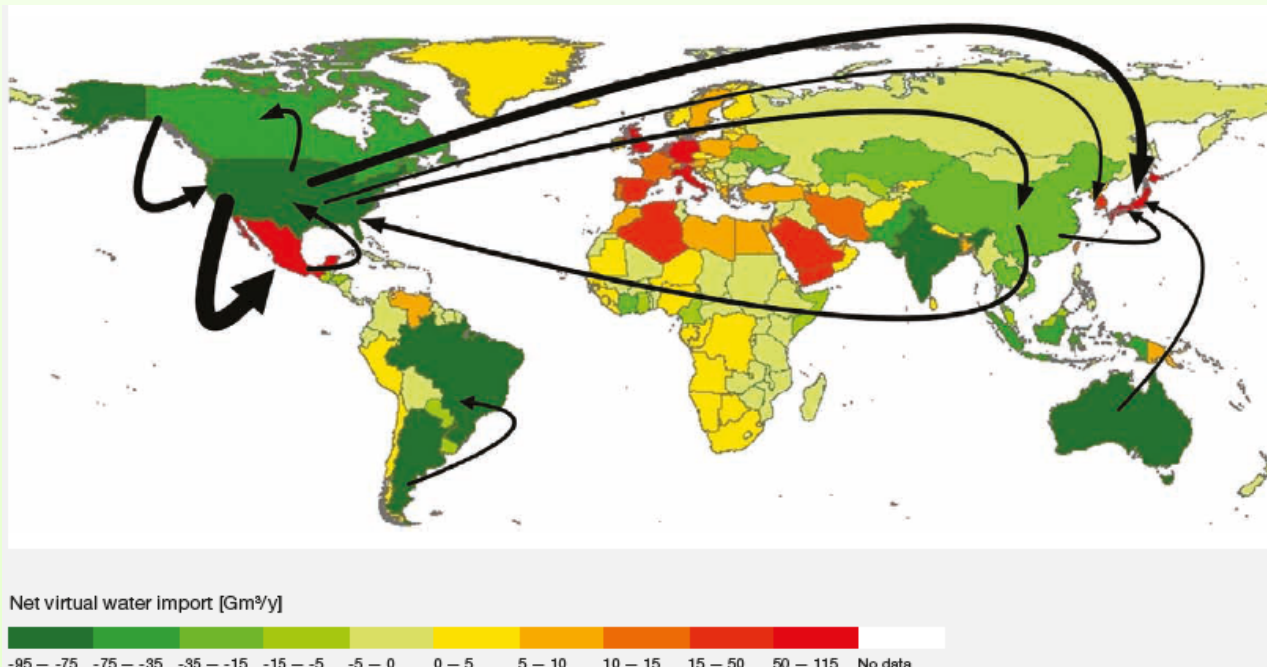 Net virtual water import [Gm³/y]
-95 — -75 -75 — -35 -35 — -15 -15 — -5 -5 — 0 0 — 5 5 — 10 10 — 15 15 — 50 50 — 115 No data